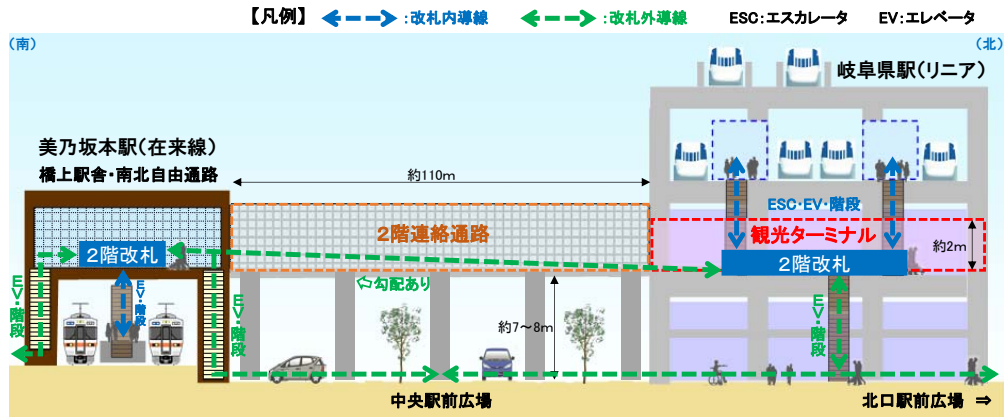 【凡例】 :改札内導線 :改札外導線 ESC:エスカレータ EV:エレベータ
(南)
(北)
岐阜県駅(リニア)
美乃坂本駅(在来線)
橋上駅舎・南北自由通路
約110m
ESC・EV・階段
2階連絡通路
観光ターミナル
約2m
2階改札
2階改札
⇦勾配あり
EV・階段
EV・階段
EV・階段
EV・階段
約7~8m
中央駅前広場
北口駅前広場 ⇒